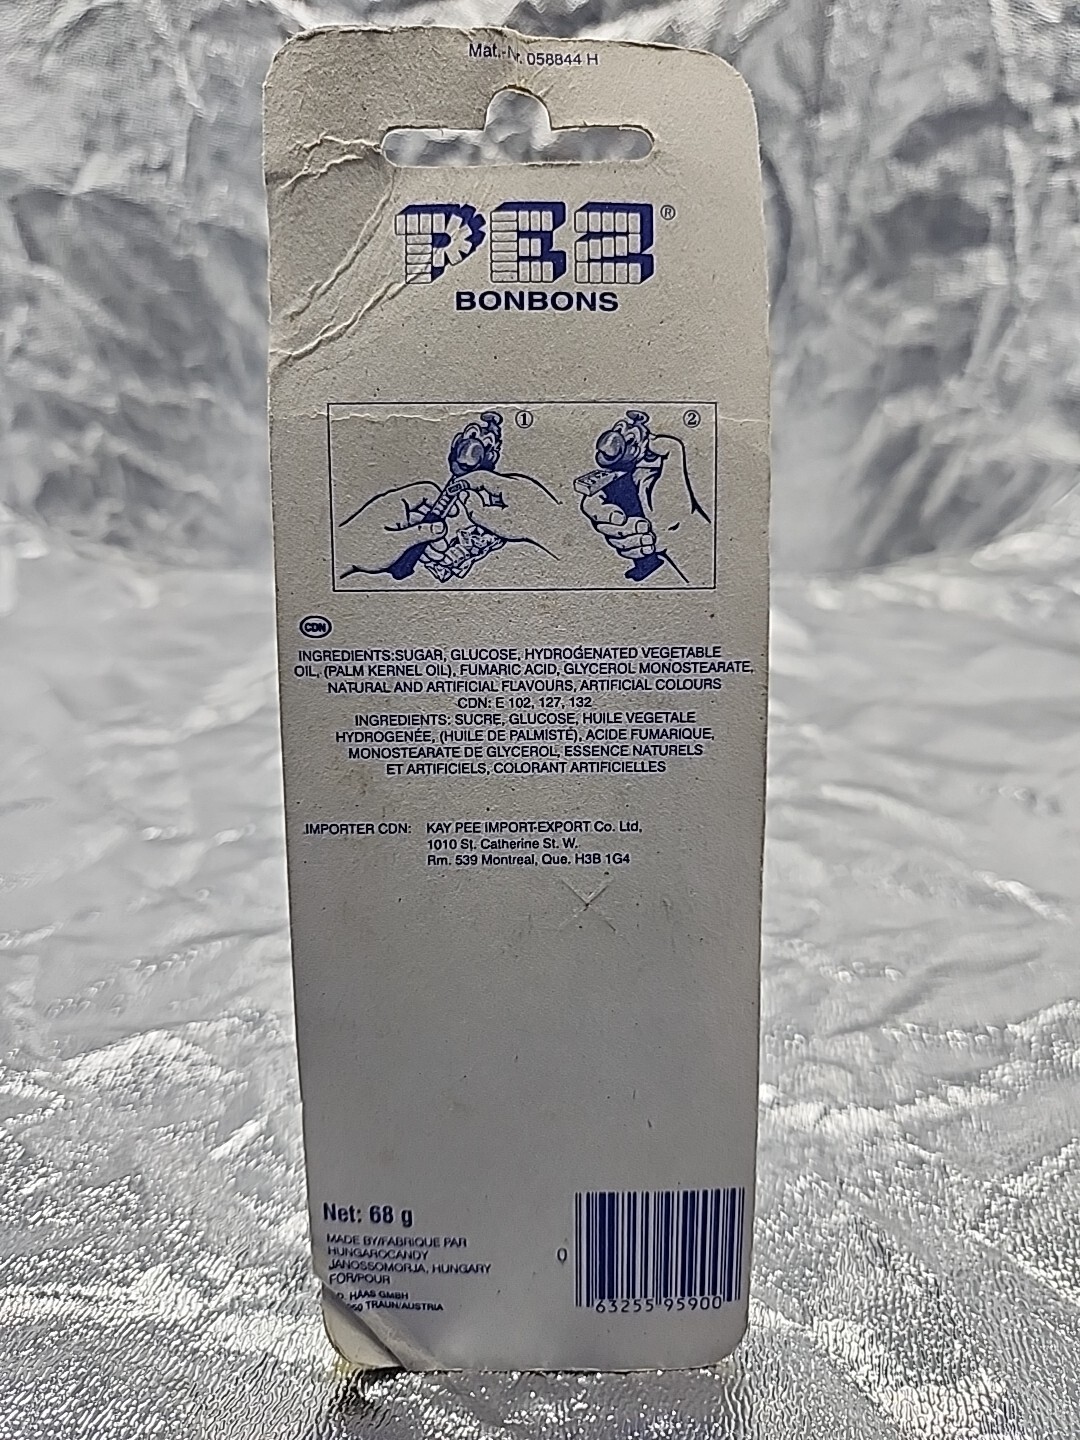 Mat.-Nr. 058844 H
PEZ®
BONBONS
1 2
CDN
INGREDIENTS:SUGAR, GLUCOSE, HYDROGENATED VEGETABLE
OIL, (PALM KERNEL OIL), FUMARIC ACID, GLYCEROL MONOSTEARATE,
NATURAL AND ARTIFICIAL FLAVOURS, ARTIFICIAL COLOURS
CDN: E 102, 127, 132
INGREDIENTS: SUCRE, GLUCOSE, HUILE VEGETALE
HYDROGENÉE, (HUILE DE PALMISTÉ), ACIDE FUMARIQUE,
MONOSTEARATE DE GLYCEROL, ESSENCE NATURELS
ET ARTIFICIELS, COLORANT ARTIFICIELLES
IMPORTER CDN: KAY PEE IMPORT-EXPORT Co. Ltd,
1010 St. Catherine St. W.
Rm. 539 Montreal, Que. H3B 1G4
Net: 68 g
MADE BY/FABRIQUE PAR
HUNGAROCANDY
JANOSSOMORJA, HUNGARY
FOR/POUR
HAAS GMBH
TRAUN/AUSTRIA
0 63255 95900